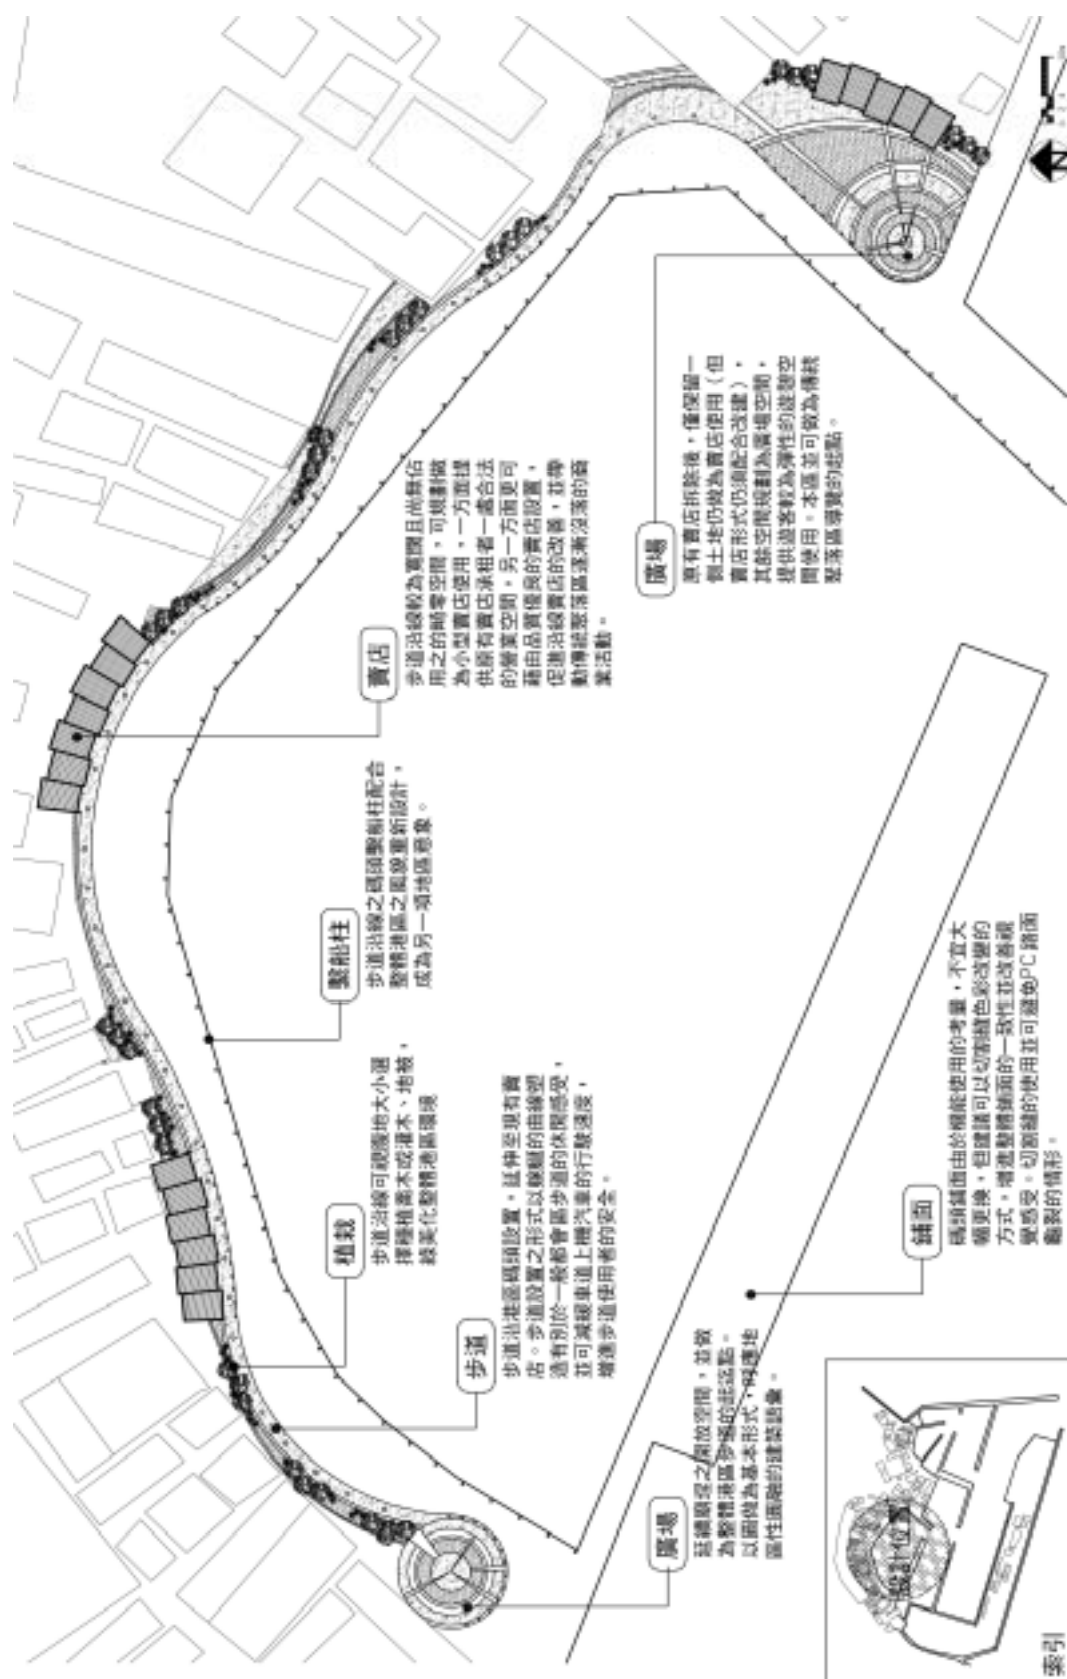 廣場
原有賣店拆除後，僅保留一
側土地仍做為賣店使用（但
賣店形式仍須配合改建），
其餘空間規劃為廣場空間，
提供遊客較為彈性的遊憩空
間使用。本區並可做為傳統
聚落區導覽的起點。
賣店
步道沿線較為寬闊且尚無佔
用之的畸零空間，可規劃做
為小型賣店使用，一方面提
供原有賣店承租者一處合法
的營業空間，另一方面更可
藉由品質優良的賣店設置，
促進沿線賣店的改善，並帶
動傳統聚落區逐漸沒落的商
業活動。
繫船柱
步道沿線之碼頭繫船柱配合
整體港區之風貌重新設計，
成為另一項地區意象。
植栽
步道沿線可視腹地大小選
擇種植喬木或灌木、地被，
綠美化整體港區環境
步道
步道沿港區碼頭設置，延伸至現有賣
店。步道設置之形式以蜿蜒的曲線塑
造有別於一般都會區步道的休閒感受，
並可減緩車道上機汽車的行駛速度，
增進步道使用者的安全。
鋪面
碼頭鋪面由於機能使用的考量，不宜大
幅更換，但建議可以切割縫色彩改變的
方式，增進整體鋪面的一致性並改善視
覺感受。切割縫的使用並可避免PC路面
龜裂的情形。
廣場
延續廟埕之開放空間，並做
為整體港區步道的起始點。
以圓做為基本形式，呼應地
區性圓融的建築語彙。
設計位置
索引
N